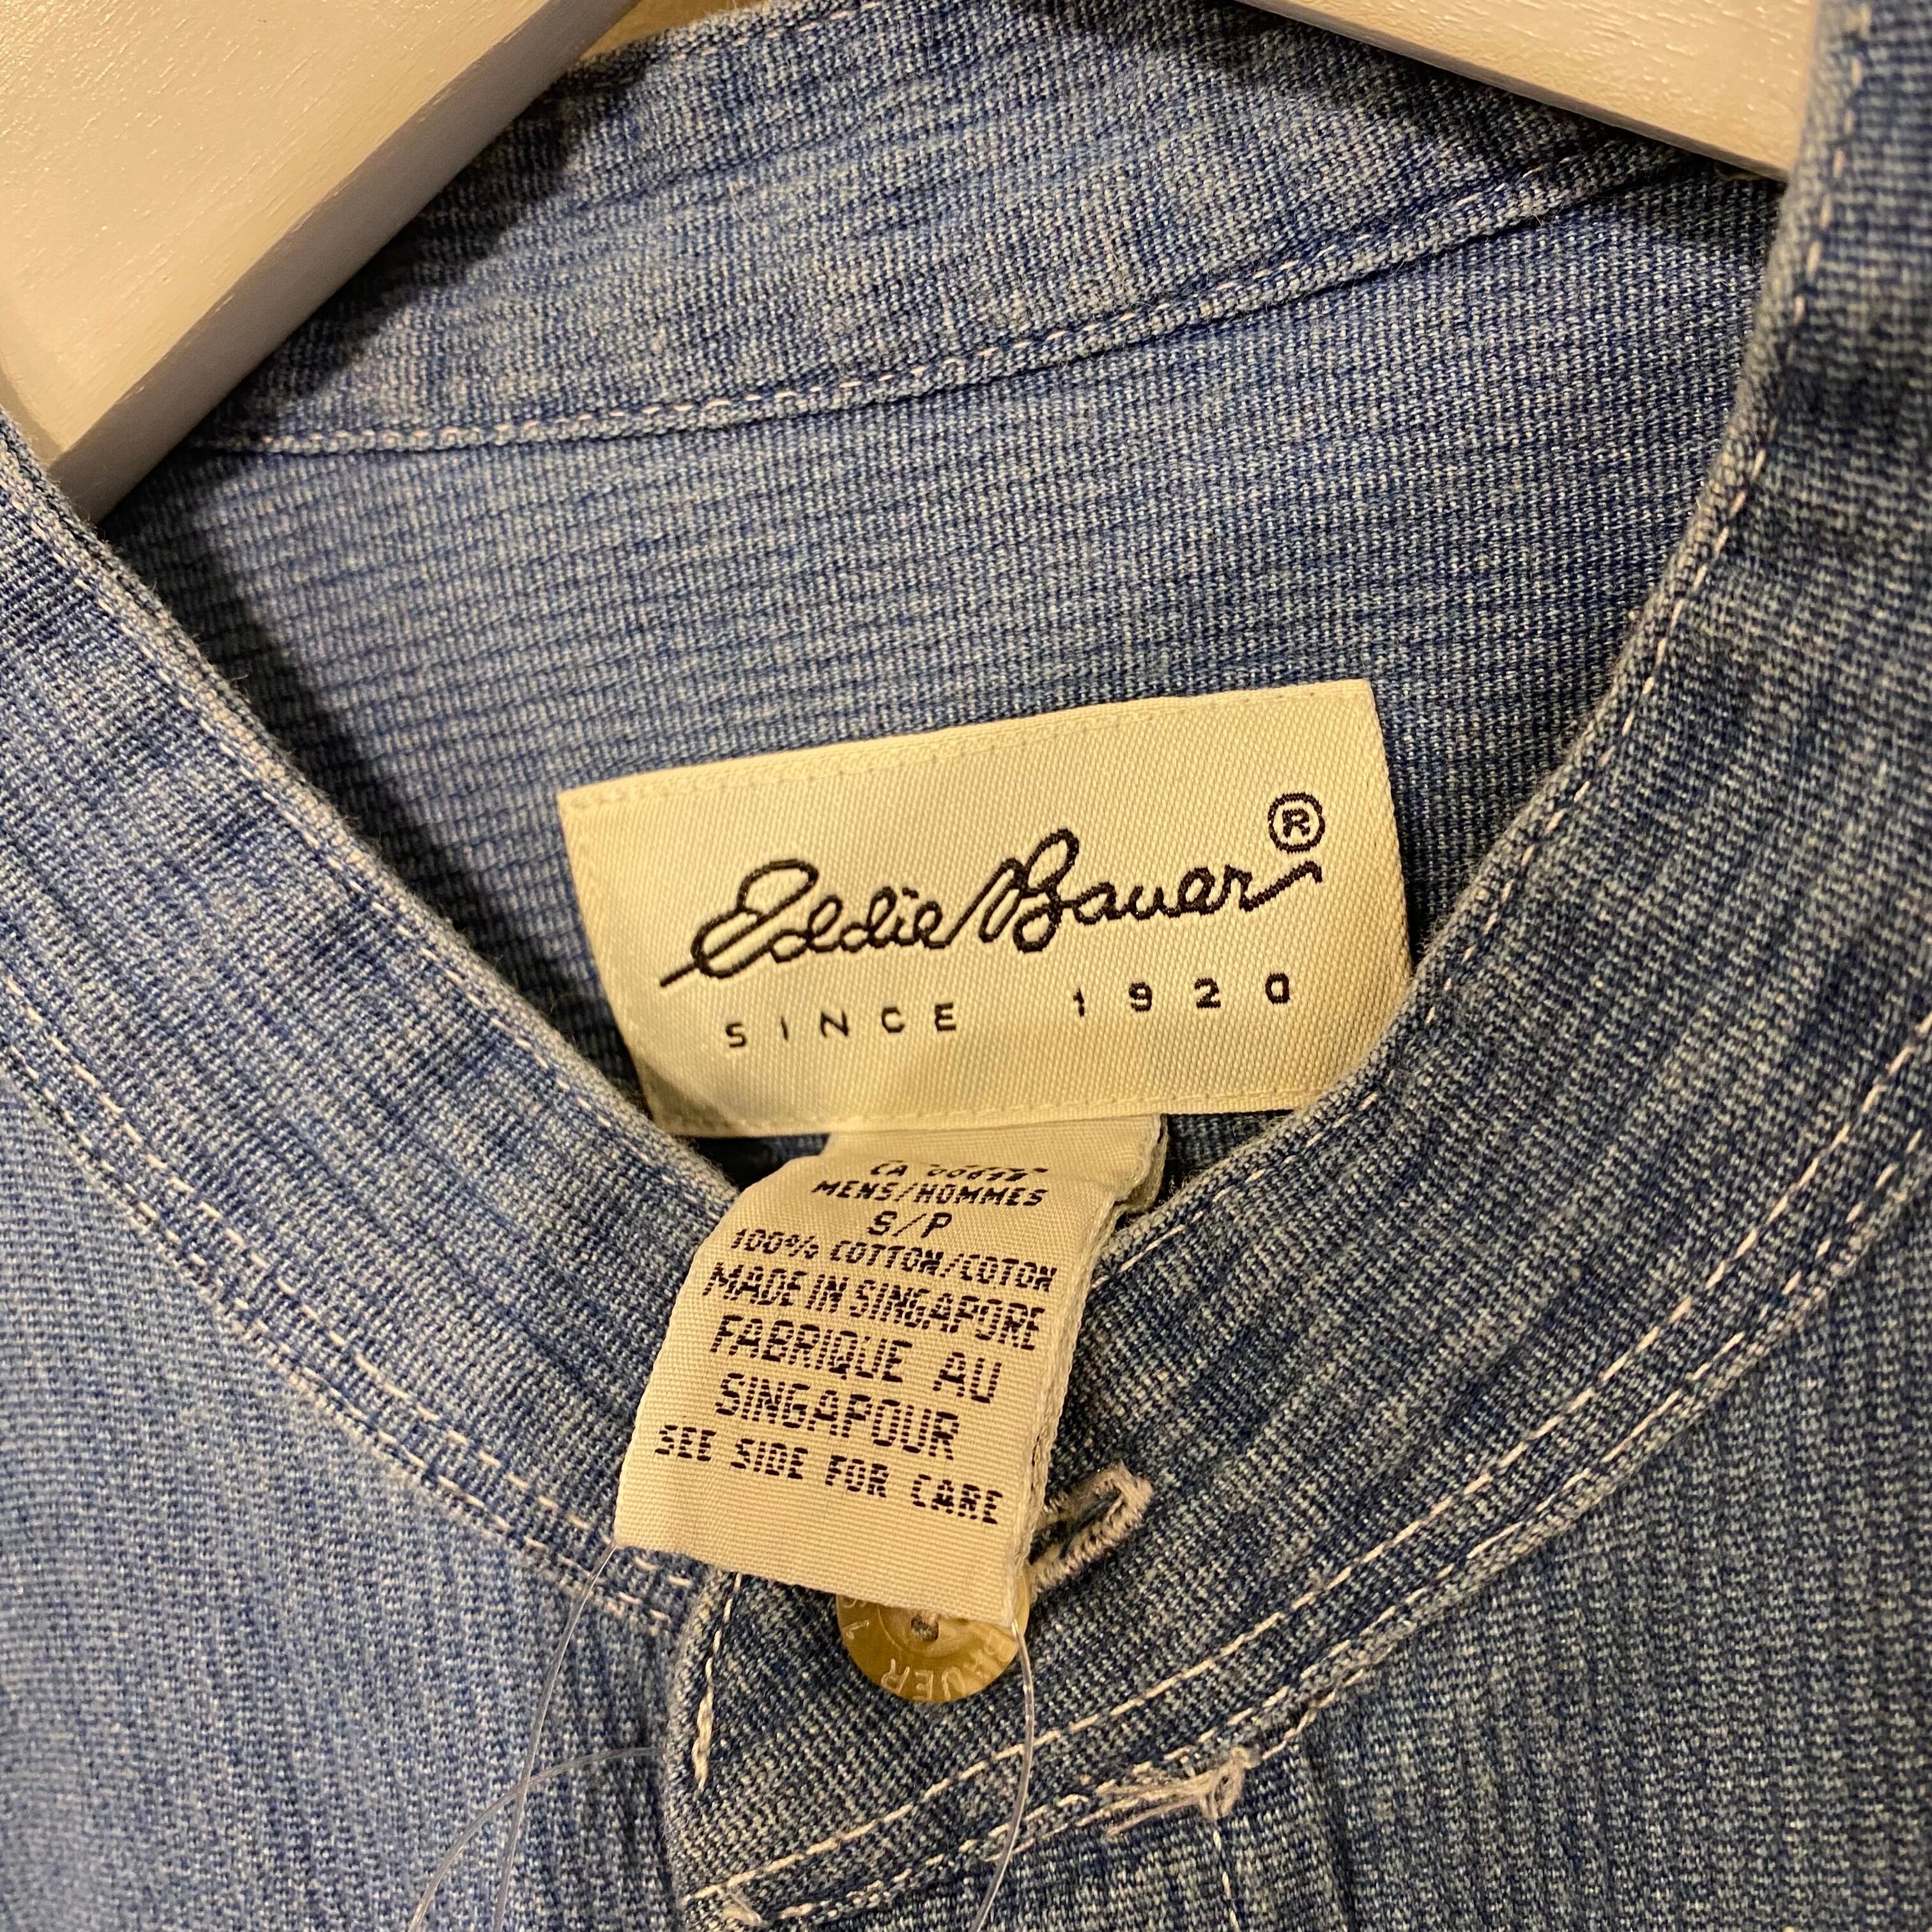 Eddie Bauer ®
SINCE 1920
MENS/HOMMES
S/P
100% COTTON/COTON
MADE IN SINGAPORE
FABRIQUE AU
SINGAPOUR
SEE SIDE FOR CARE
BAUER